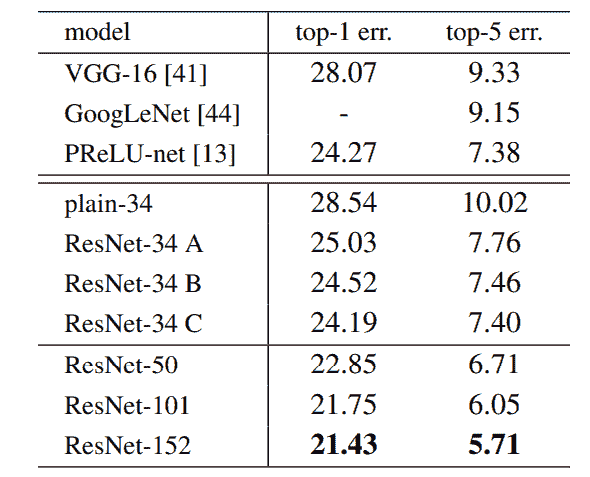 model top-1 err. top-5 err.
VGG-16 [41] 28.07 9.33
GoogLeNet [44] - 9.15
PReLU-net [13] 24.27 7.38
plain-34 28.54 10.02
ResNet-34 A 25.03 7.76
ResNet-34 B 24.52 7.46
ResNet-34 C 24.19 7.40
ResNet-50 22.85 6.71
ResNet-101 21.75 6.05
ResNet-152 21.43 5.71